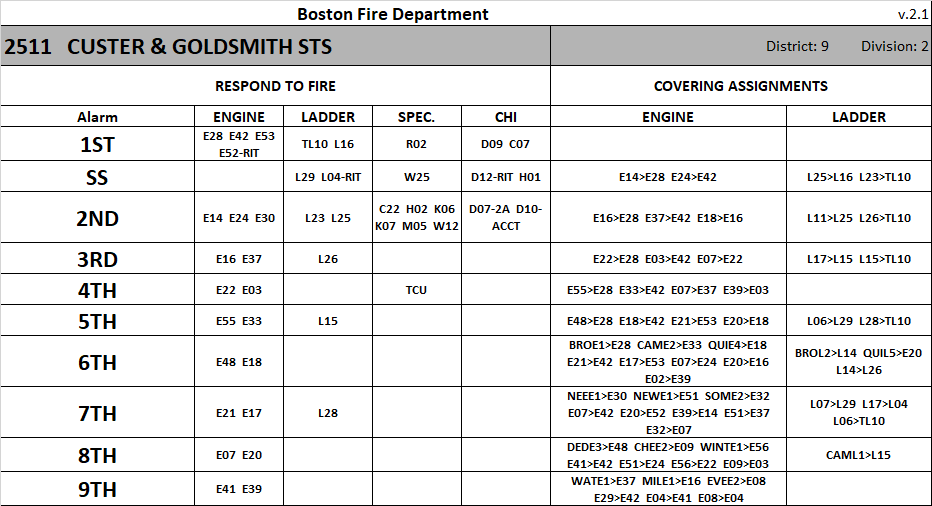 Boston Fire Department v.2.1
2511 CUSTER & GOLDSMITH STS District: 9 Division: 2
RESPOND TO FIRE COVERING ASSIGNMENTS
Alarm ENGINE LADDER SPEC. CHI ENGINE LADDER
1ST E28 E42 E53 E52-RIT TL10 L16 R02 D09 C07
SS L29 L04-RIT W25 D12-RIT H01 E14>E28 E24>E42 L25>L16 L23>TL10
2ND E14 E24 E30 L23 L25 C22 H02 K06 K07 M05 W12 D07-2A D10-ACCT E16>E28 E37>E42 E18>E16 L11>L25 L26>TL10
3RD E16 E37 L26 E22>E28 E03>E42 E07>E22 L17>L15 L15>TL10
4TH E22 E03 TCU E55>E28 E33>E42 E07>E37 E39>E03
5TH E55 E33 L15 E48>E28 E18>E42 E21>E53 E20>E18 L06>L29 L28>TL10
6TH E48 E18 BROE1>E28 CAME2>E33 QUIE4>E18 E21>E42 E17>E53 E07>E24 E20>E16 E02>E39 BROL2>L14 QUIL5>E20 L14>L26
7TH E21 E17 L28 NEEE1>E30 NEWE1>E51 SOME2>E32 E07>E42 E20>E52 E39>E14 E51>E37 E32>E07 L07>L29 L17>L04 L06>TL10
8TH E07 E20 DEDE3>E48 CHEE2>E09 WINTE1>E56 E41>E42 E51>E24 E56>E22 E09>E03 CAML1>L15
9TH E41 E39 WATE1>E37 MILE1>E16 EVEE2>E08 E29>E42 E04>E41 E08>E04